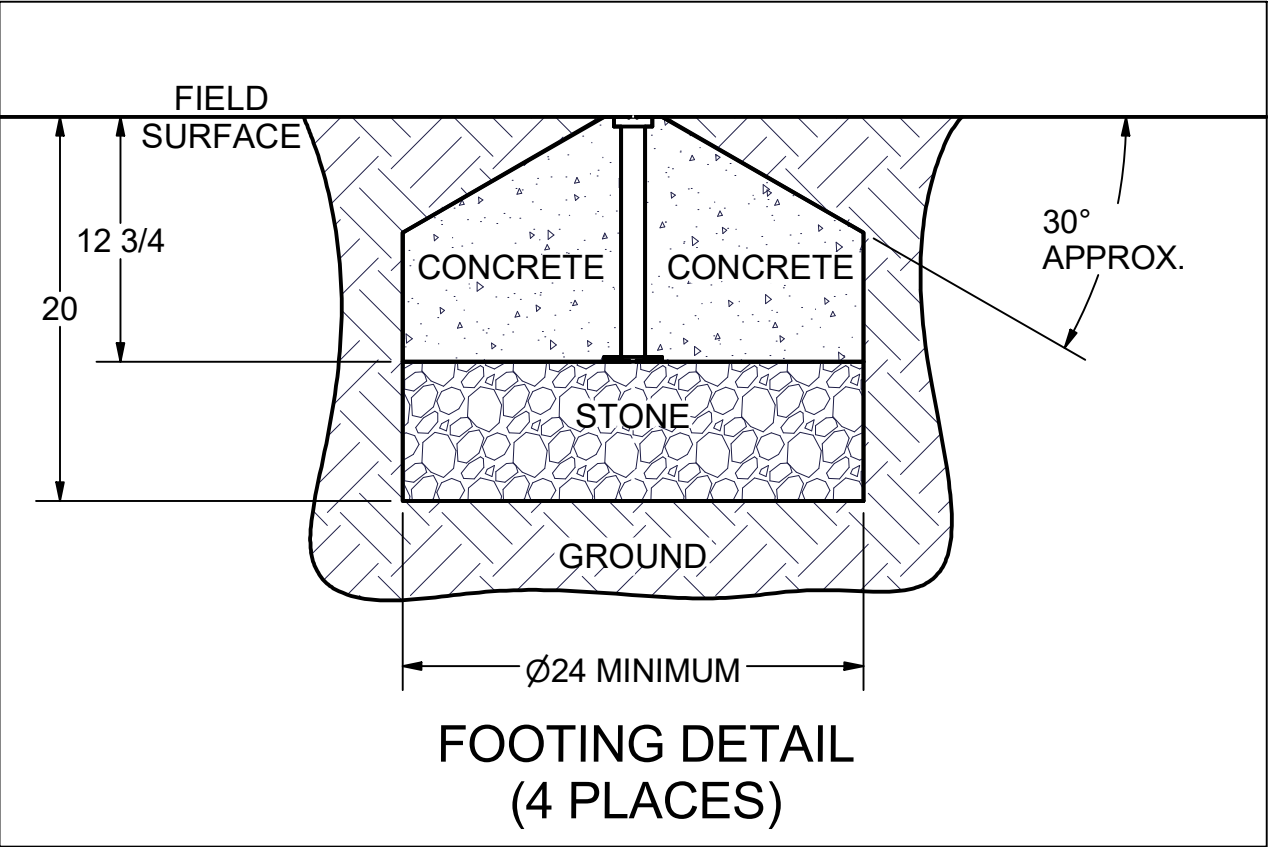 FIELD
SURFACE
12 3/4
20
30°
APPROX.
CONCRETE CONCRETE
STONE
GROUND
Ø24 MINIMUM
FOOTING DETAIL
(4 PLACES)